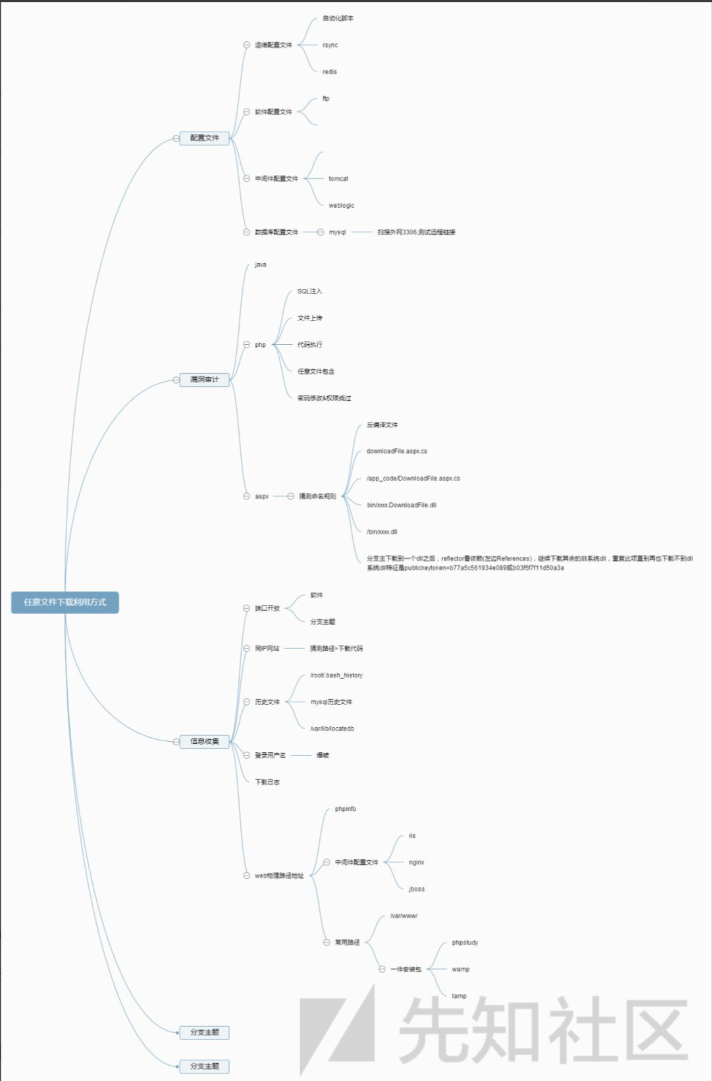 自动化脚本
运维配置文件
rsync
redis
ftp
软件配置文件
配置文件
中间件配置文件
tomcat
weblogic
数据库配置文件
mysql
扫描外网3306,测试远程链接
java
SQL注入
文件上传
php
代码执行
任意文件包含
密码修改&权限绕过
漏洞审计
反编译文件
downloadFile.aspx.cs
/app_code/DownloadFile.aspx.cs
aspx
猜测命名规则
bin/xxxx.DownloadFile.dll
/bin/xxxx.dll
分支主下载到一个dll之后，reflector看依赖(左边References)，继续下载其余的非系统dll，重复此项直到再也下载不到dll
系统dll特征是publickeytoken=b77a5c561934e089或b03f5f7f11d50a3a
任意文件下载利用方式
软件
端口开放
分支主题
同IP网站
猜测路径>下载代码
/root/.bash_history
历史文件
mysql历史文件
/var/lib/locatedb
信息收集
登录用户名
爆破
下载日志
phpinfo
iis
web物理路径地址
中间件配置文件
nginx
jboss
/var/www/
常用路径
phpstudy
一件安装包
wamp
lamp
分支主题
分支主题
先知社区